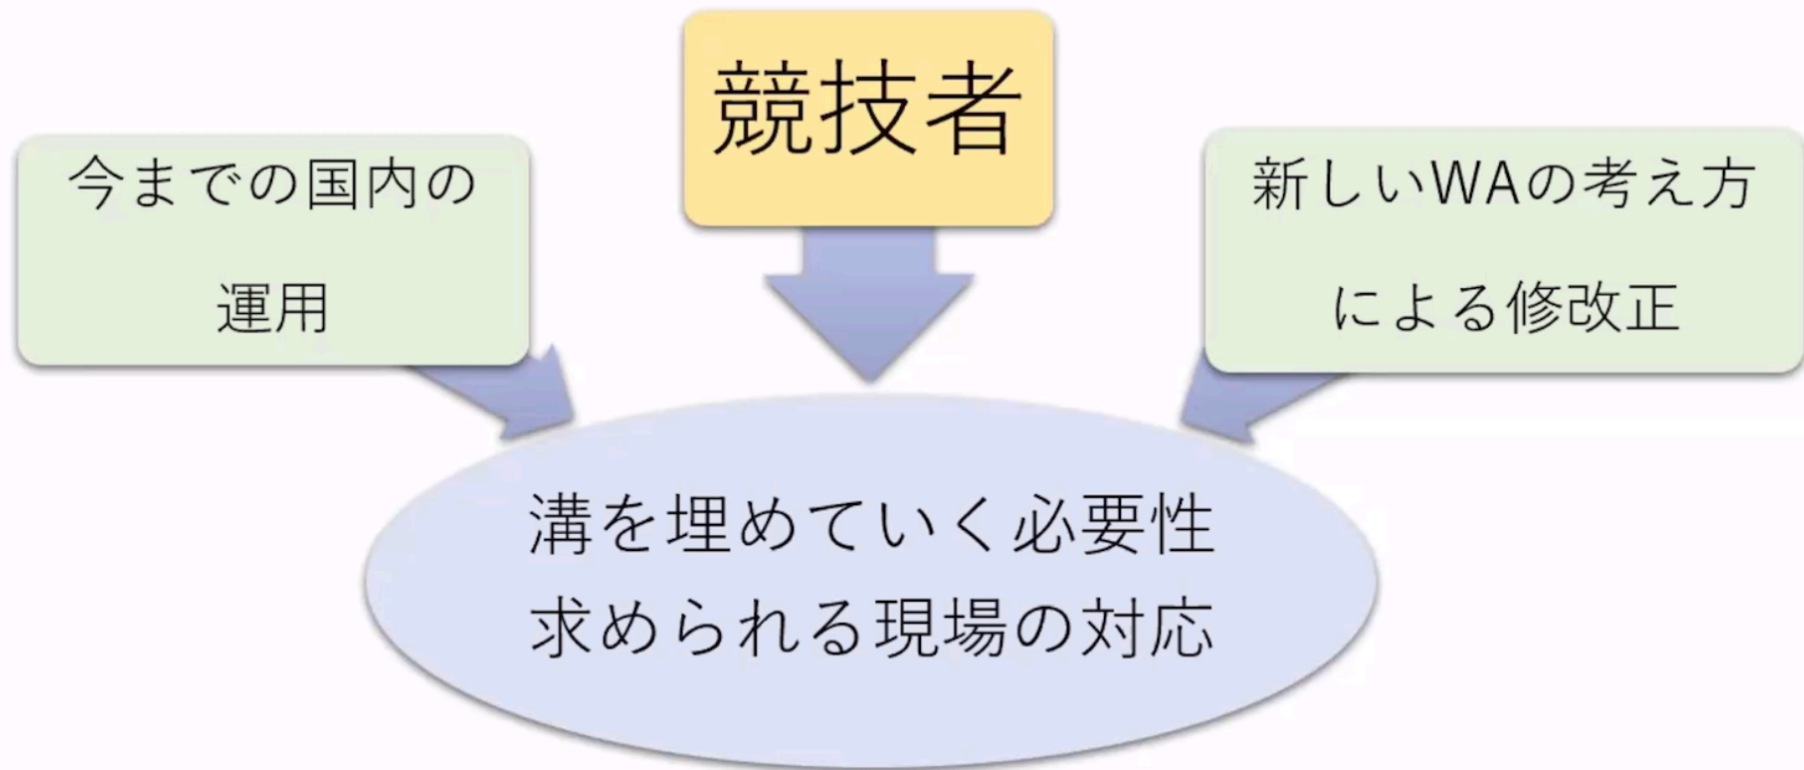 競技者
今までの国内の
運用
新しいWAの考え方
による修改正
溝を埋めていく必要性
求められる現場の対応